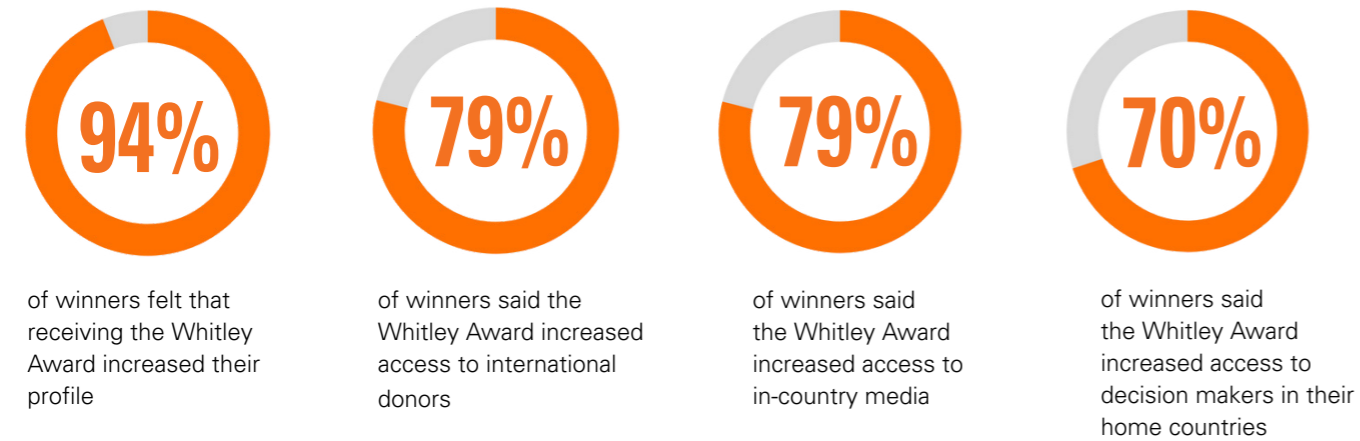 94%
of winners felt that
receiving the Whitley
Award increased their
profile
79%
of winners said the
Whitley Award increased
access to international
donors
79%
of winners said
the Whitley Award
increased access to
in-country media
70%
of winners said
the Whitley Award
increased access to
decision makers in their
home countries